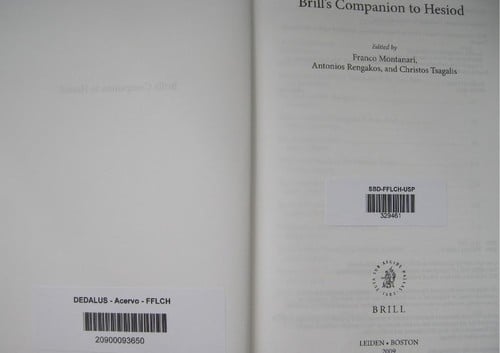 DEDALUS - Acervo - FFLCH
20900093650
Brill's Companion to Hesiod
Edited by
Franco Montanari,
Antonios Rengakos, and Christos Tsagalis
SBD-FFLCH-USP
329461
BRILL
LEIDEN • BOSTON
2009